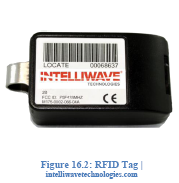 LOCATE 00068637
INTELLIWAVE
TECHNOLOGIES
Figure 16.2: RFID Tag |
intelliwavetechnologies.com